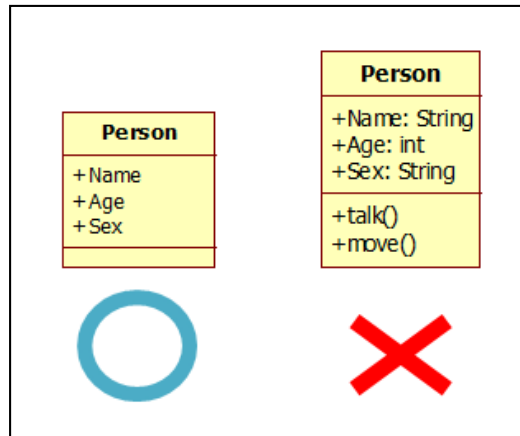 Person
+Name
+Age
+Sex
Person
+Name: String
+Age: int
+Sex: String
+talk()
+move()